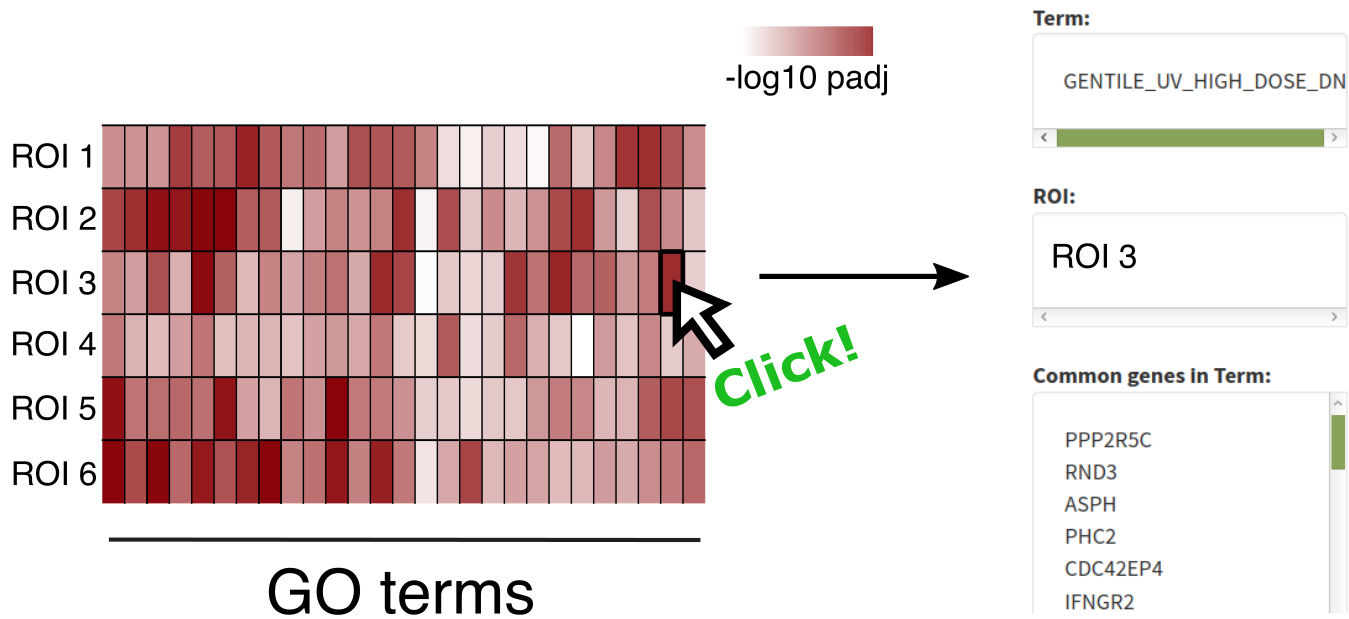 -log10 padj
ROI 1
ROI 2
ROI 3
ROI 4
ROI 5
ROI 6
GO terms
Click!
Term:
GENTILE_UV_HIGH_DOSE_DN
ROI:
ROI 3
Common genes in Term:
PPP2R5C
RND3
ASPH
PHC2
CDC42EP4
IFNGR2